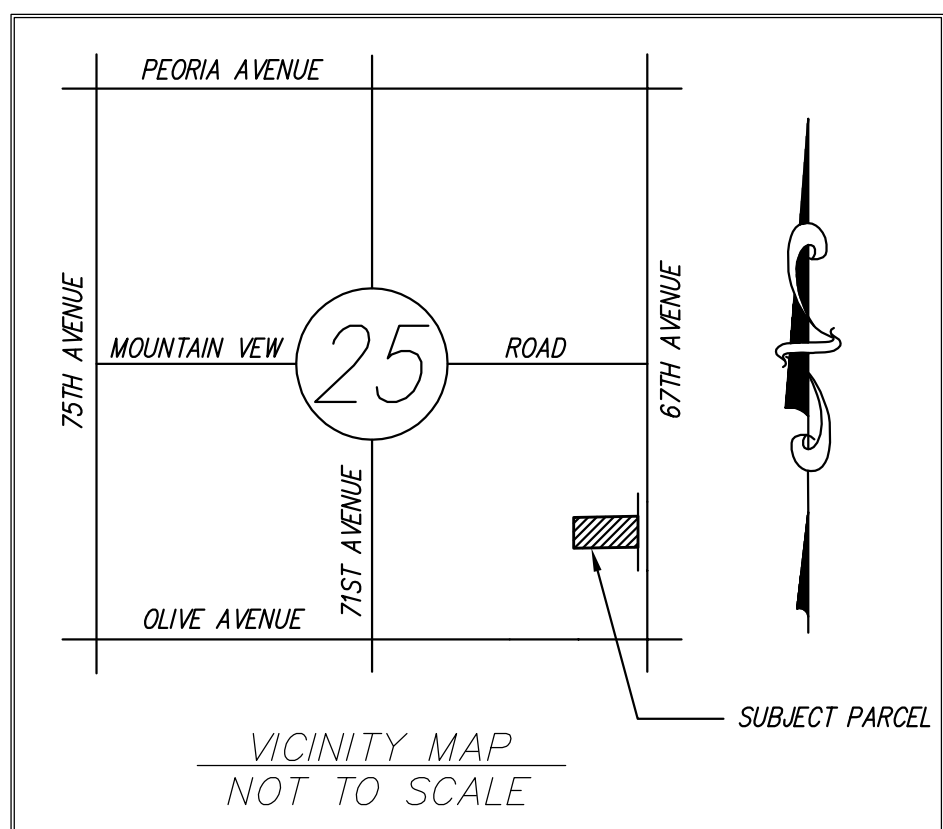 PEORIA AVENUE
75TH AVENUE
MOUNTAIN VEW
25
ROAD
67TH AVENUE
71ST AVENUE
OLIVE AVENUE
SUBJECT PARCEL
VICINITY MAP
NOT TO SCALE